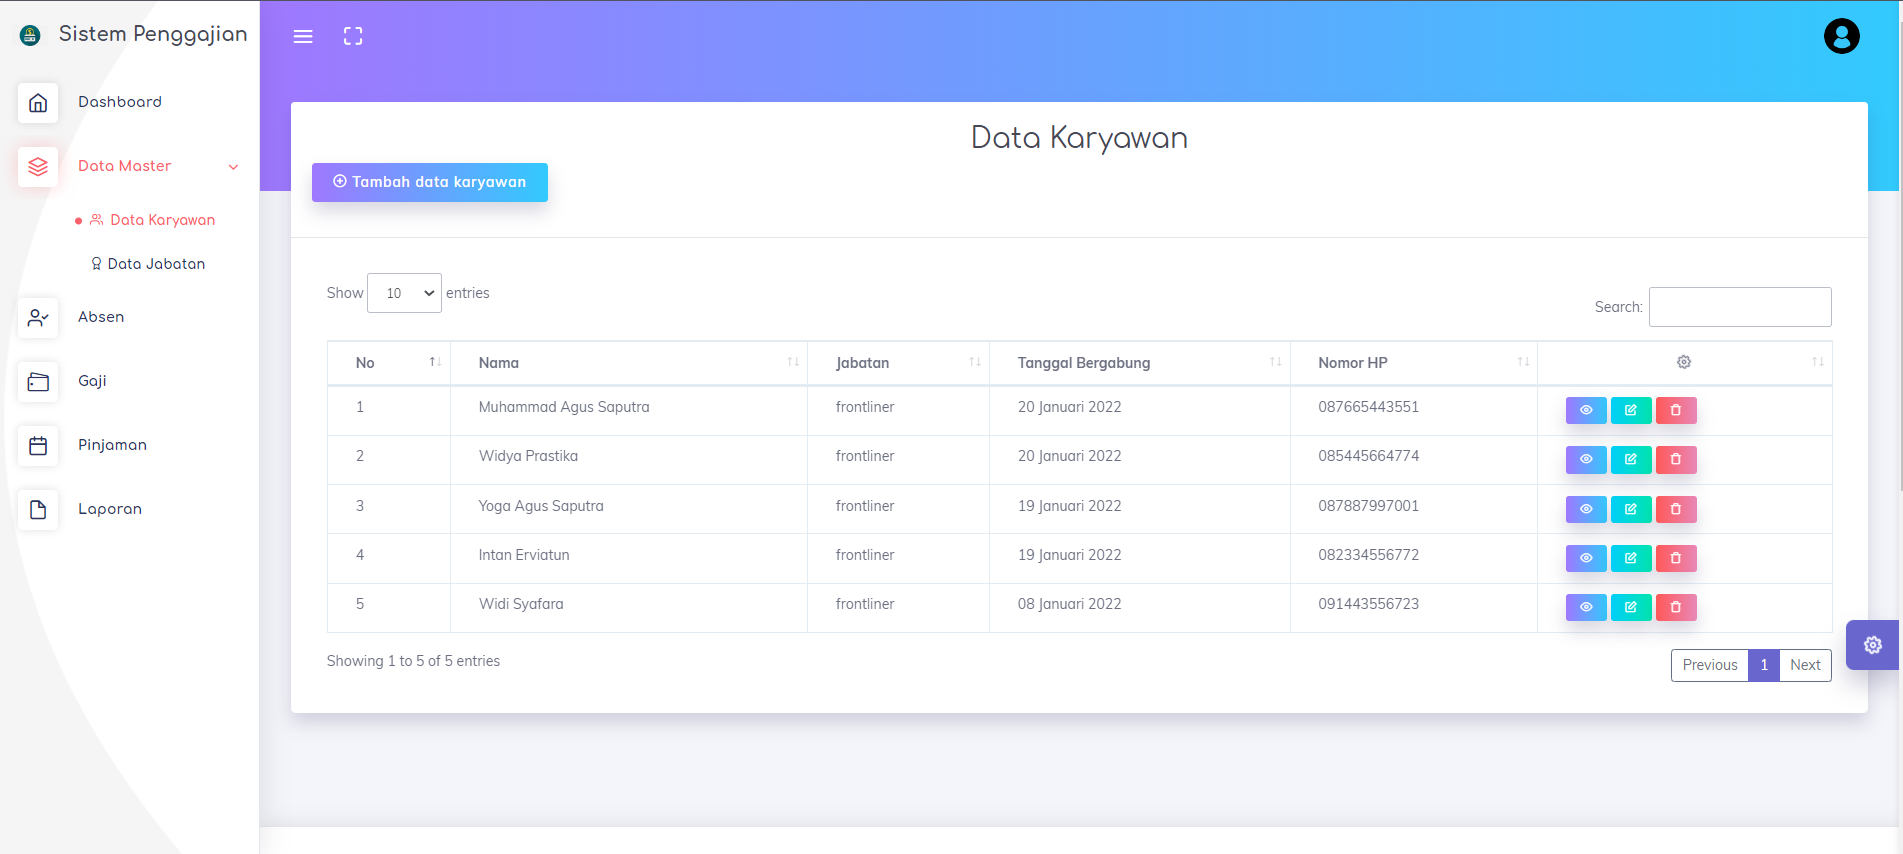 Sistem Penggajian
Dashboard
Data Master
Data Karyawan
Data Jabatan
Absen
Gaji
Pinjaman
Laporan
Data Karyawan
Tambah data karyawan
Show 10 entries
Search:
No Nama Jabatan Tanggal Bergabung Nomor HP
1 Muhammad Agus Saputra frontliner 20 Januari 2022 087665443551
2 Widya Prastika frontliner 20 Januari 2022 085445664774
3 Yoga Agus Saputra frontliner 19 Januari 2022 087887997001
4 Intan Erviatun frontliner 19 Januari 2022 082334556772
5 Widi Syafara frontliner 08 Januari 2022 091443556723
Showing 1 to 5 of 5 entries
Previous 1 Next